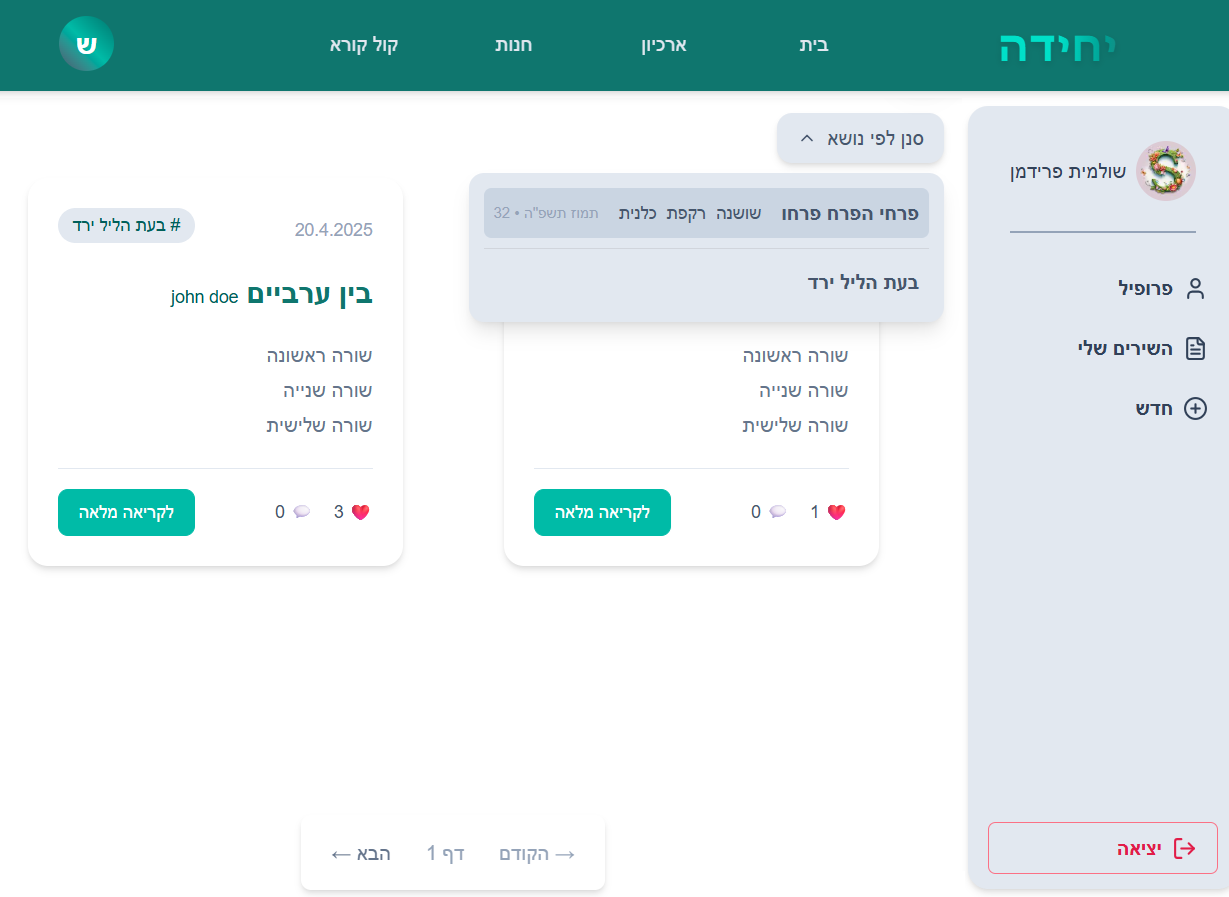 יחידה
בית
ארכיון
חנות
קול קורא
ש
שולמית פרידמן
פרופיל
השירים שלי
חדש
יציאה
סנן לפי נושא
פרחי הפרח פרחו שושנה רקפת כלנית תמוז תשפ"ה • 32
בעת הליל ירד
שורה ראשונה
שורה שנייה
שורה שלישית
1 0 לקריאה מלאה
20.4.2025 # בעת הליל ירד
בין ערביים john doe
שורה ראשונה
שורה שנייה
שורה שלישית
3 0 לקריאה מלאה
→ הקודם דף 1 הבא ←